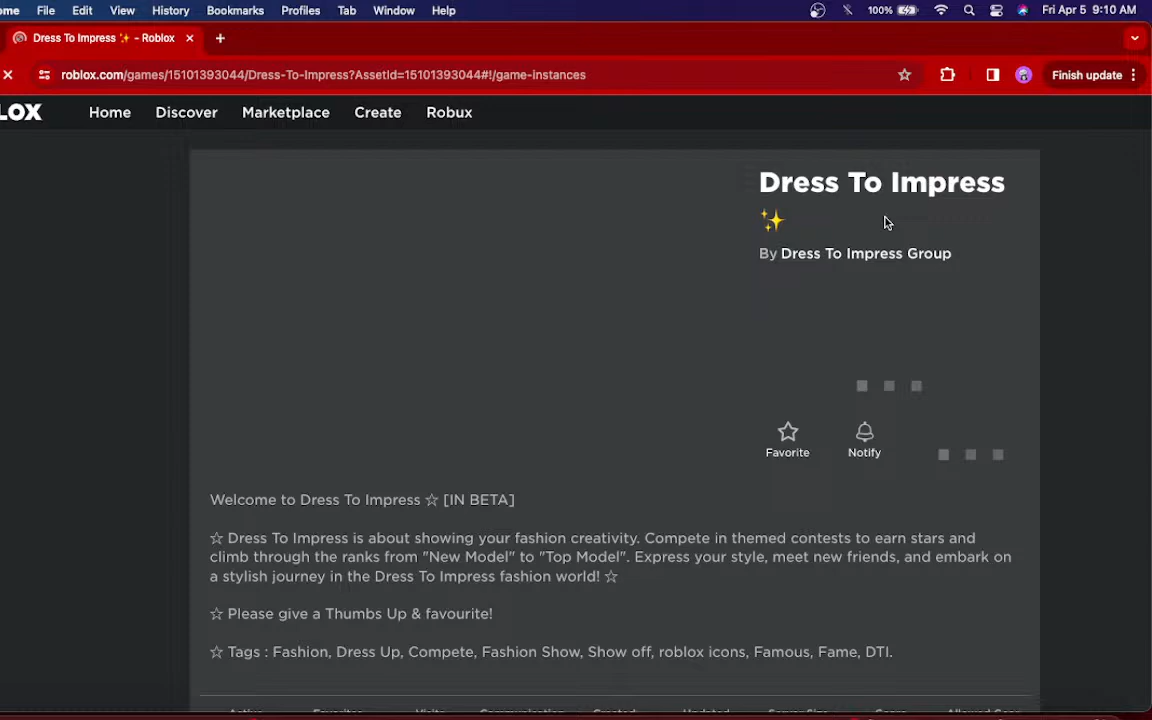 ome File Edit View History Bookmarks Profiles Tab Window Help 100% Fri Apr 5 9:10 AM
Dress To Impress ✨ - Roblox
roblox.com/games/15101393044/Dress-To-Impress?AssetId=15101393044#!/game-instances Finish update
LOX Home Discover Marketplace Create Robux
Dress To Impress
✨
By Dress To Impress Group
Favorite Notify
Welcome to Dress To Impress ☆ [IN BETA]
☆ Dress To Impress is about showing your fashion creativity. Compete in themed contests to earn stars and
climb through the ranks from "New Model" to "Top Model". Express your style, meet new friends, and embark on
a stylish journey in the Dress To Impress fashion world! ☆
☆ Please give a Thumbs Up & favourite!
☆ Tags : Fashion, Dress Up, Compete, Fashion Show, Show off, roblox icons, Famous, Fame, DTI.